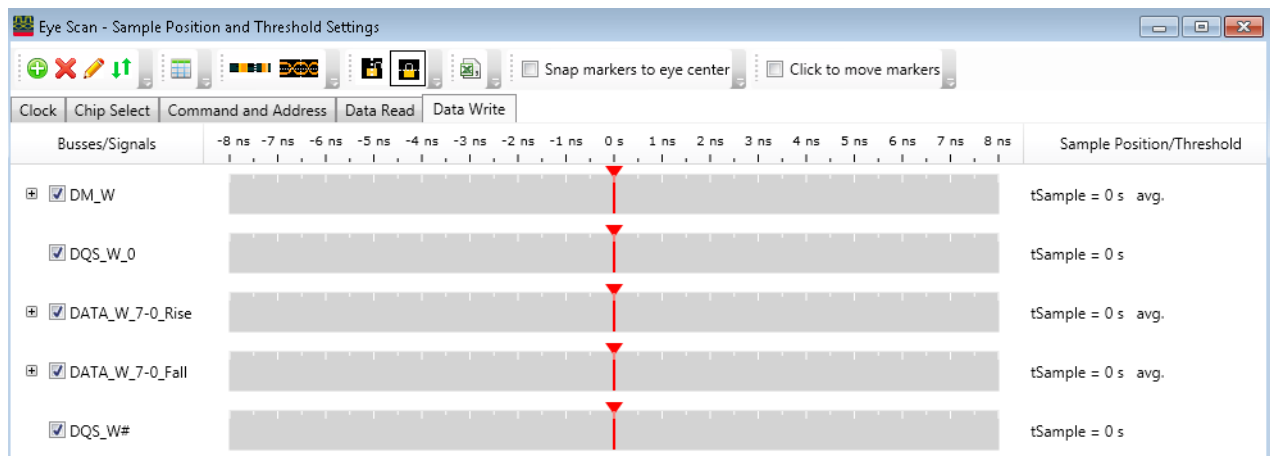 Eye Scan - Sample Position and Threshold Settings
Snap markers to eye center Click to move markers
Clock Chip Select Command and Address Data Read Data Write
Busses/Signals -8 ns -7 ns -6 ns -5 ns -4 ns -3 ns -2 ns -1 ns 0 s 1 ns 2 ns 3 ns 4 ns 5 ns 6 ns 7 ns 8 ns Sample Position/Threshold
DM_W tSample = 0 s avg.
DQS_W_0 tSample = 0 s
DATA_W_7-0_Rise tSample = 0 s avg.
DATA_W_7-0_Fall tSample = 0 s avg.
DQS_W# tSample = 0 s